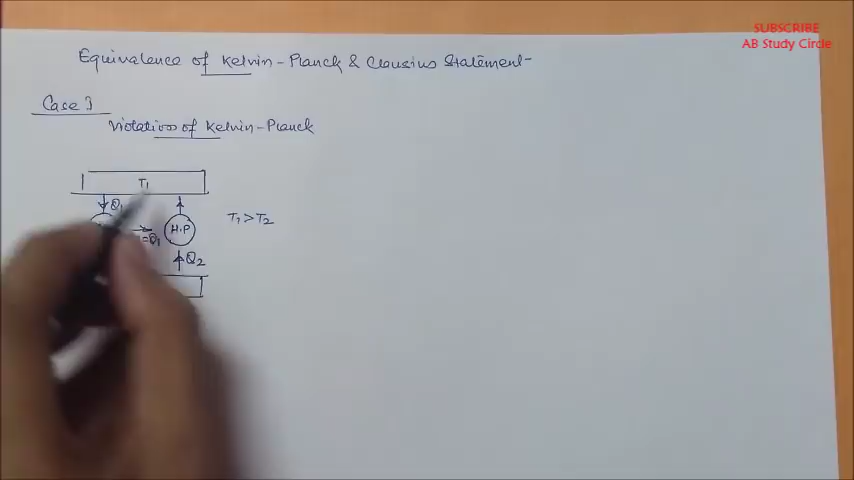 SUBSCRIBE
AB Study Circle
Equivalence of Kelvin-Planck & Clausius Statement-
Case I
Violation of Kelvin-Planck
T1
Q1
H.P
T1 > T2
=Q1
Q2